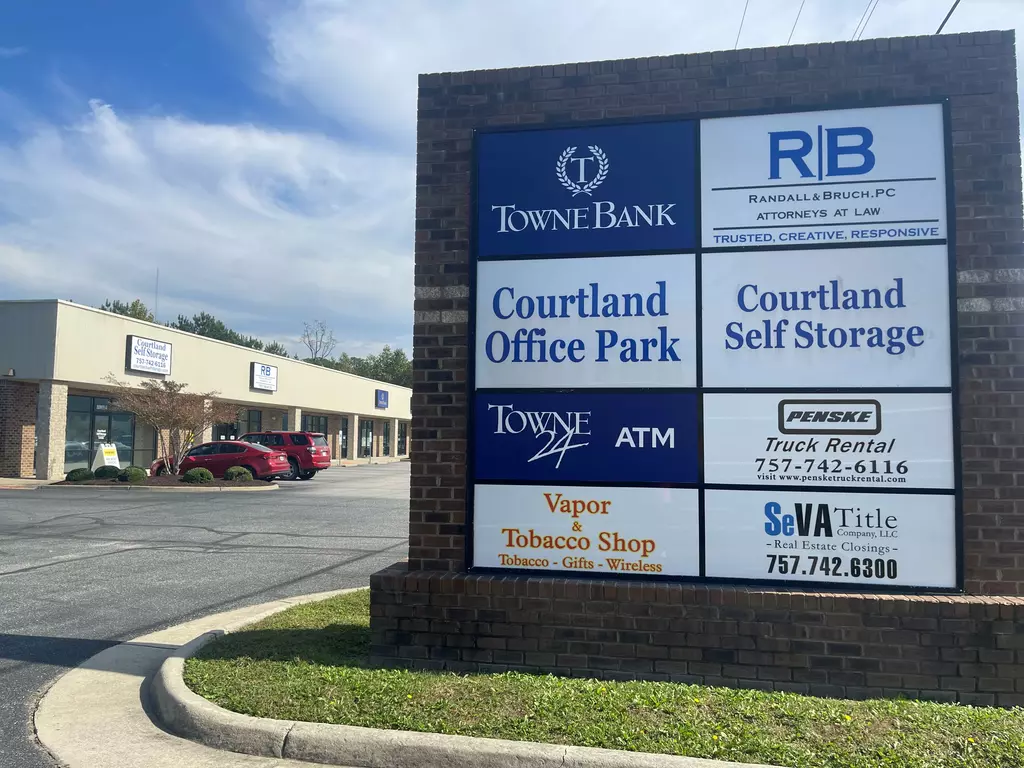 T
TOWNE BANK
R|B
RANDALL & BRUCH, PC
ATTORNEYS AT LAW
TRUSTED, CREATIVE, RESPONSIVE
Courtland
Office Park
Courtland
Self Storage
TOWNE
24
ATM
PENSKE
Truck Rental
757-742-6116
visit www.pensketruckrental.com
Vapor
&
Tobacco Shop
Tobacco - Gifts - Wireless
SeVA Title
Company, LLC
- Real Estate Closings -
757.742.6300
Courtland
Self Storage
757-742-6116
RB